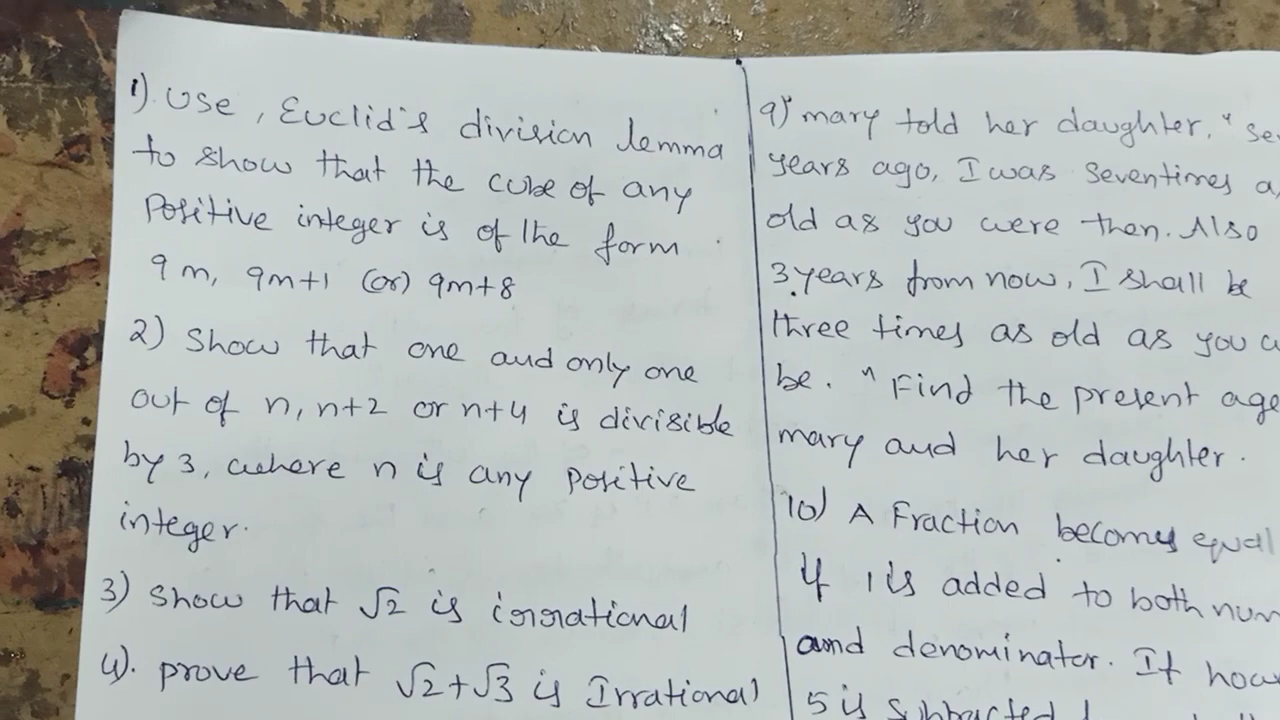 1). Use, Euclid's division lemma
to show that the cube of any
Positive integer is of the form
9m, 9m+1 (or) 9m+8
2) Show that one and only one
out of n, n+2 or n+4 is divisible
by 3, where n is any positive
integer.
3) Show that √2 is irrational
4). prove that √2+√3 is Irrational
9) mary told her daughter, "
years ago, I was Seventimes
old as you were then. Also
3 years from now, I shall be
three times as old as you
be. " Find the present age
mary and her daughter.
10) A Fraction becomes equal
if 1 is added to both
and denominator. If
5 is subtracted